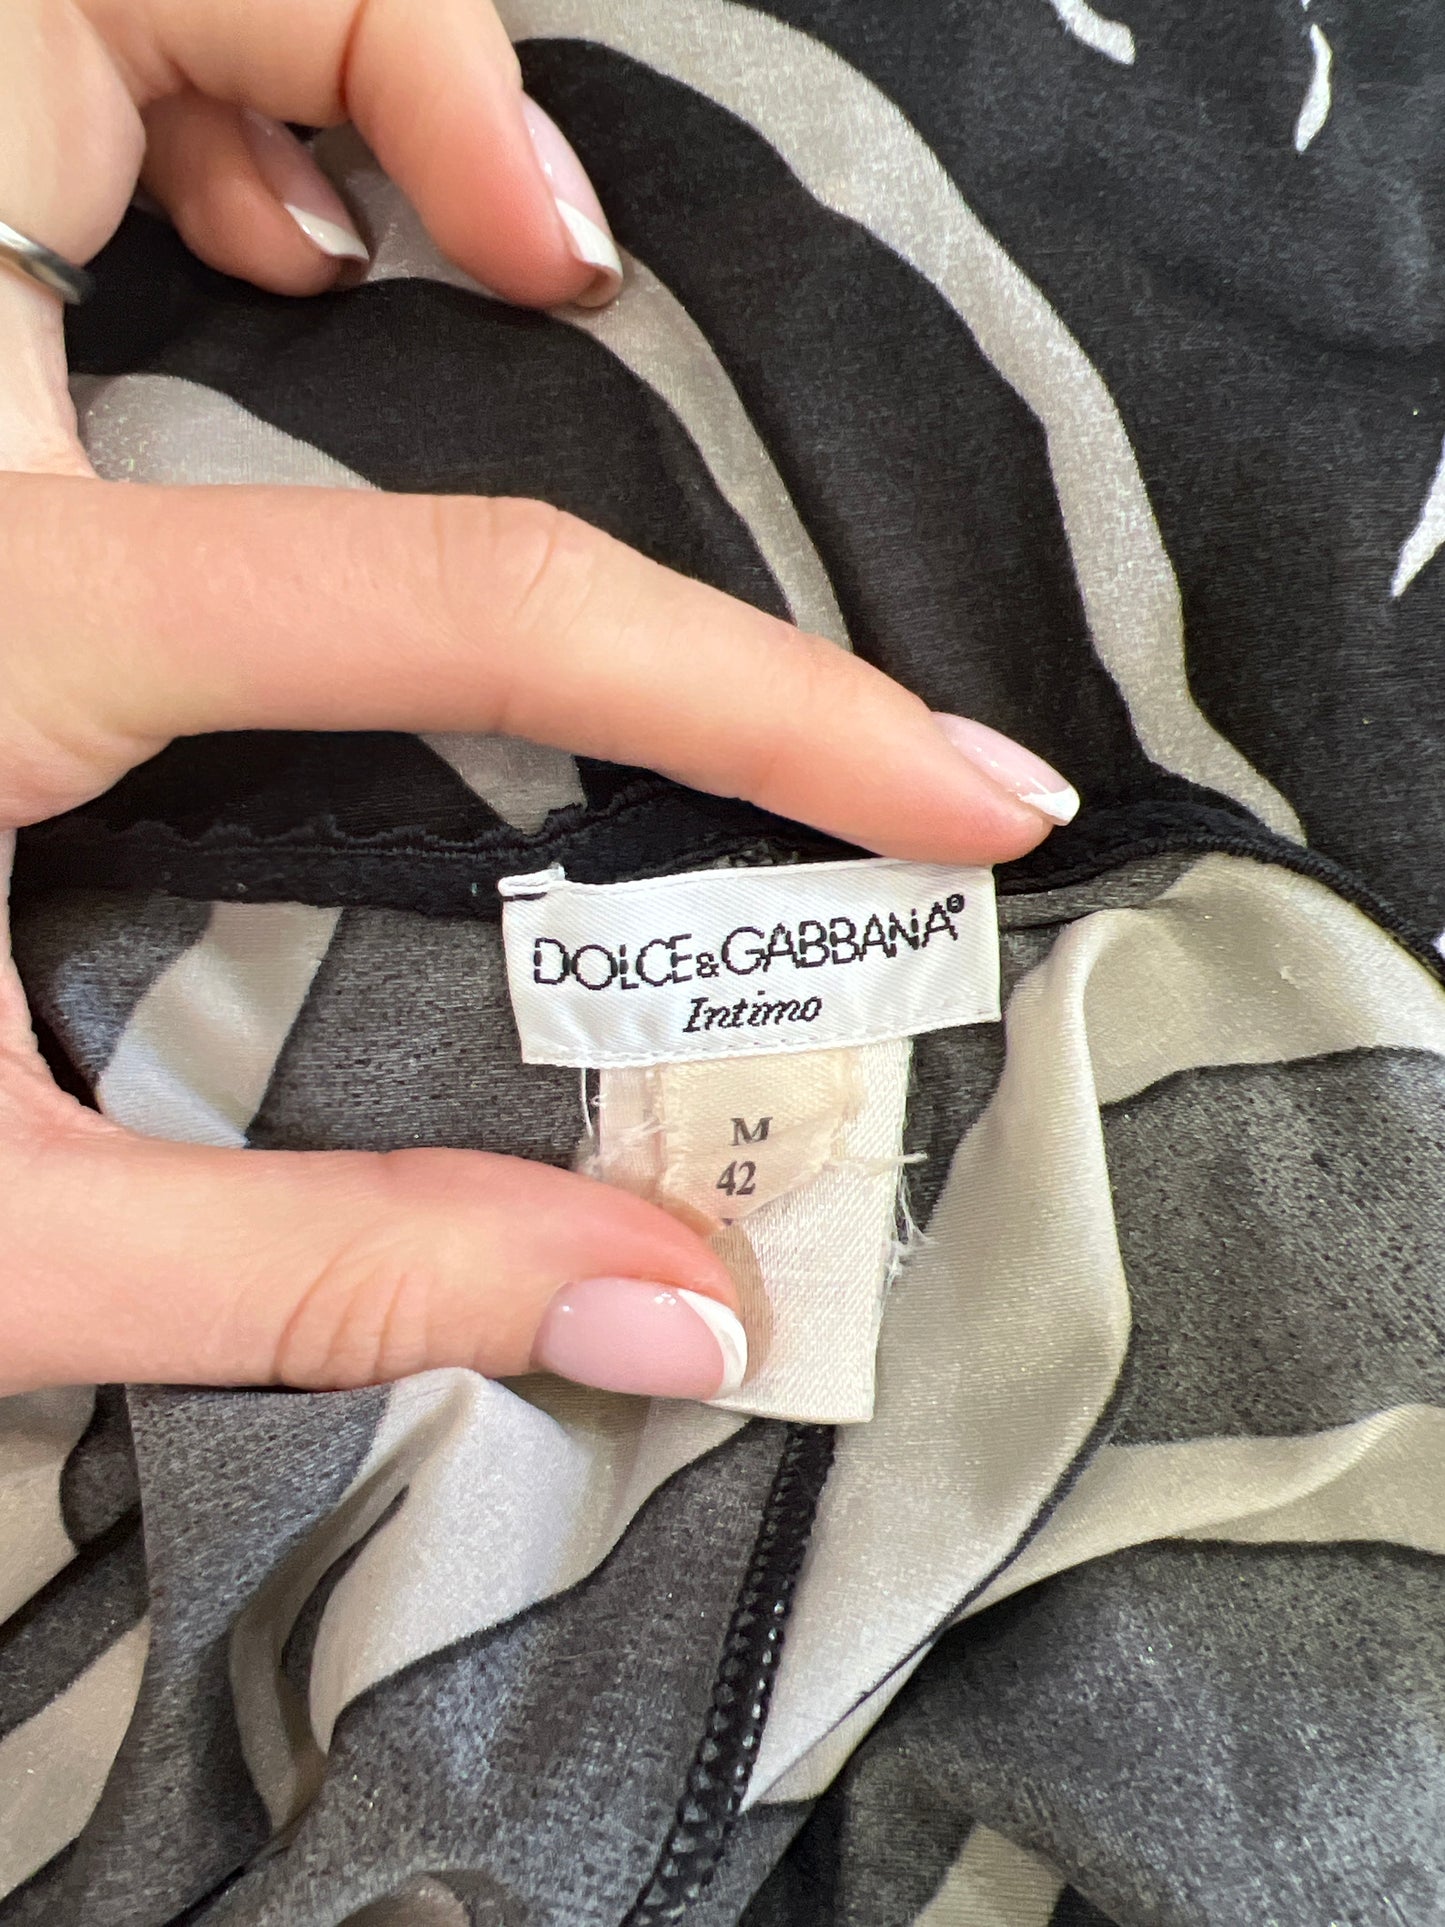 DOLCE&GABBANA®
Intimo
M
42